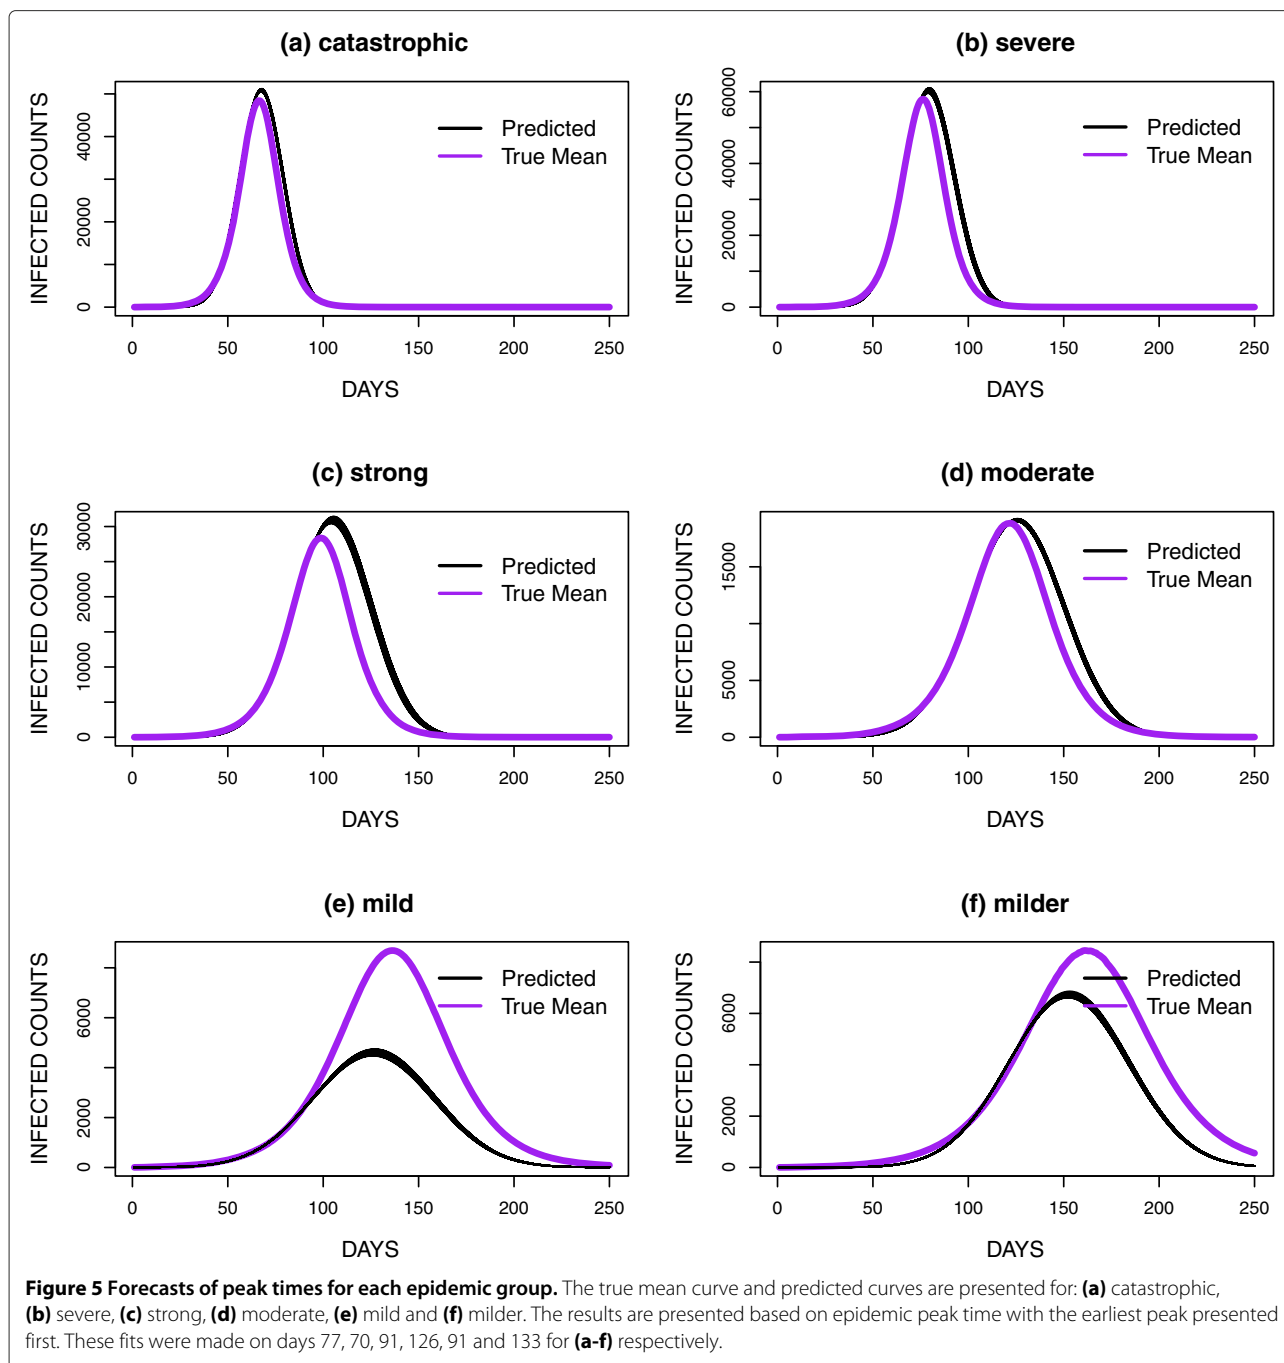 (a) catastrophic
INFECTED COUNTS
0 20000 40000
Predicted
True Mean
0 50 100 150 200 250
DAYS
(b) severe
INFECTED COUNTS
0 20000 40000 60000
Predicted
True Mean
0 50 100 150 200 250
DAYS
(c) strong
INFECTED COUNTS
0 10000 20000 30000
Predicted
True Mean
0 50 100 150 200 250
DAYS
(d) moderate
INFECTED COUNTS
0 5000 15000
Predicted
True Mean
0 50 100 150 200 250
DAYS
(e) mild
INFECTED COUNTS
0 2000 6000
Predicted
True Mean
0 50 100 150 200 250
DAYS
(f) milder
INFECTED COUNTS
0 2000 6000
Predicted
True Mean
0 50 100 150 200 250
DAYS
Figure 5 Forecasts of peak times for each epidemic group. The true mean curve and predicted curves are presented for: (a) catastrophic,
(b) severe, (c) strong, (d) moderate, (e) mild and (f) milder. The results are presented based on epidemic peak time with the earliest peak presented
first. These fits were made on days 77, 70, 91, 126, 91 and 133 for (a-f) respectively.